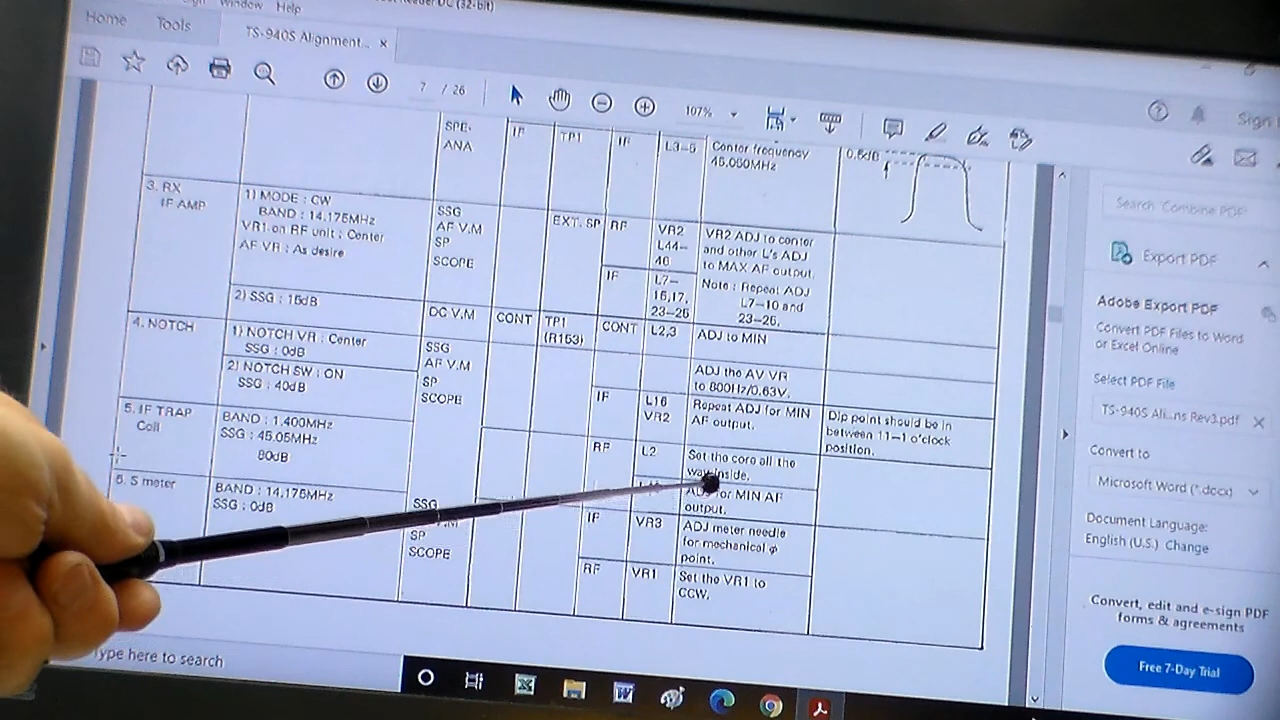 Window Help
(32-bit)
Home
Tools
TS-940S Alignment... ×
7 / 26
107%
Sign
SPE.
ANA
IF
TP1
IF
L3-5
Center frequency
45.050MHz
0.5dB
3. RX
IF AMP
1) MODE : CW
BAND : 14.175MHz
VR1 on RF unit : Center
AF VR : As desire
SSG
AF V.M
SP
SCOPE
EXT. SP
RF
VR2
L44-
46
VR2 ADJ to center
and other L's ADJ
to MAX AF output.
IF
L7-
15,17,
23-26
Note : Repeat ADJ
L7-10 and
23-26.
2) SSG : 15dB
DC V.M
CONT
TP1
(R153)
CONT
L2,3
ADJ to MIN
4. NOTCH
1) NOTCH VR : Center
SSG : 0dB
SSG
AF V.M
SP
SCOPE
ADJ the AV VR
to 800Hz/0.63V.
2) NOTCH SW : ON
SSG : 40dB
IF
L16
VR2
Repeat ADJ for MIN
AF output.
Dip point should be in
between 11-1 o'clock
position.
5. IF TRAP
Coil
BAND : 1.400MHz
SSG : 45.05MHz
80dB
RF
L2
Set the core all the
way inside.
for MIN AF
output.
6. S meter
BAND : 14.175MHz
SSG : 0dB
SSG
SP
SCOPE
IF
VR3
ADJ meter needle
for mechanical φ
point.
RF
VR1
Set the VR1 to
CCW.
Search 'Combine PDF'
Export PDF
Adobe Export PDF
Convert PDF Files to Word
or Excel Online
Select PDF File
TS-940S Ali...ns Rev3.pdf ×
Convert to
Microsoft Word (*.docx)
Document Language:
English (U.S.) Change
Convert, edit and e-sign PDF
forms & agreements
Free 7-Day Trial
Type here to search